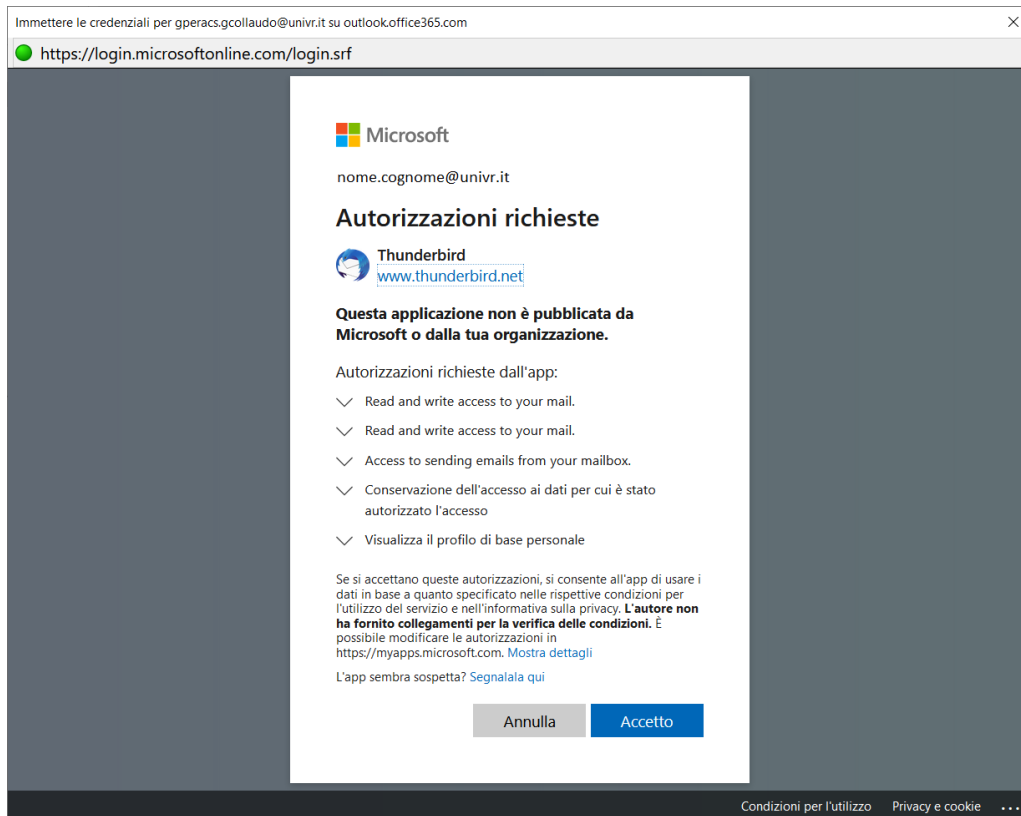 Immettere le credenziali per gperacs.gcollaudo@univr.it su outlook.office365.com
https://login.microsoftonline.com/login.srf
Microsoft
nome.cognome@univr.it
Autorizzazioni richieste
Thunderbird
www.thunderbird.net
Questa applicazione non è pubblicata da
Microsoft o dalla tua organizzazione.
Autorizzazioni richieste dall'app:
Read and write access to your mail.
Read and write access to your mail.
Access to sending emails from your mailbox.
Conservazione dell'accesso ai dati per cui è stato
autorizzato l'accesso
Visualizza il profilo di base personale
Se si accettano queste autorizzazioni, si consente all'app di usare i
dati in base a quanto specificato nelle rispettive condizioni per
l'utilizzo del servizio e nell'informativa sulla privacy. L'autore non
ha fornito collegamenti per la verifica delle condizioni. È
possibile modificare le autorizzazioni in
https://myapps.microsoft.com. Mostra dettagli
L'app sembra sospetta? Segnalala qui
Annulla Accetto
Condizioni per l'utilizzo Privacy e cookie ...